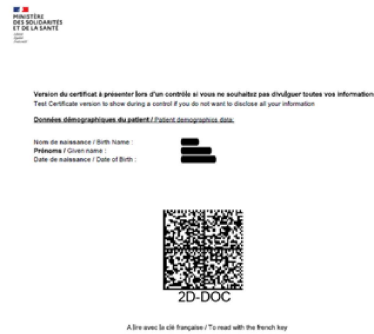 MINISTÈRE
DES SOLIDARITÉS
ET DE LA SANTÉ
Version du certificat à présenter lors d'un contrôle si vous ne souhaitez pas divulguer toutes vos information
Test Certificate version to show during a control if you do not want to disclose all your information
Données démographiques du patient / Patient demographics data:
Nom de naissance / Birth Name :
Prénoms / Given name :
Date de naissance / Date of Birth :
2D-DOC
A lire avec la clé française / To read with the french key